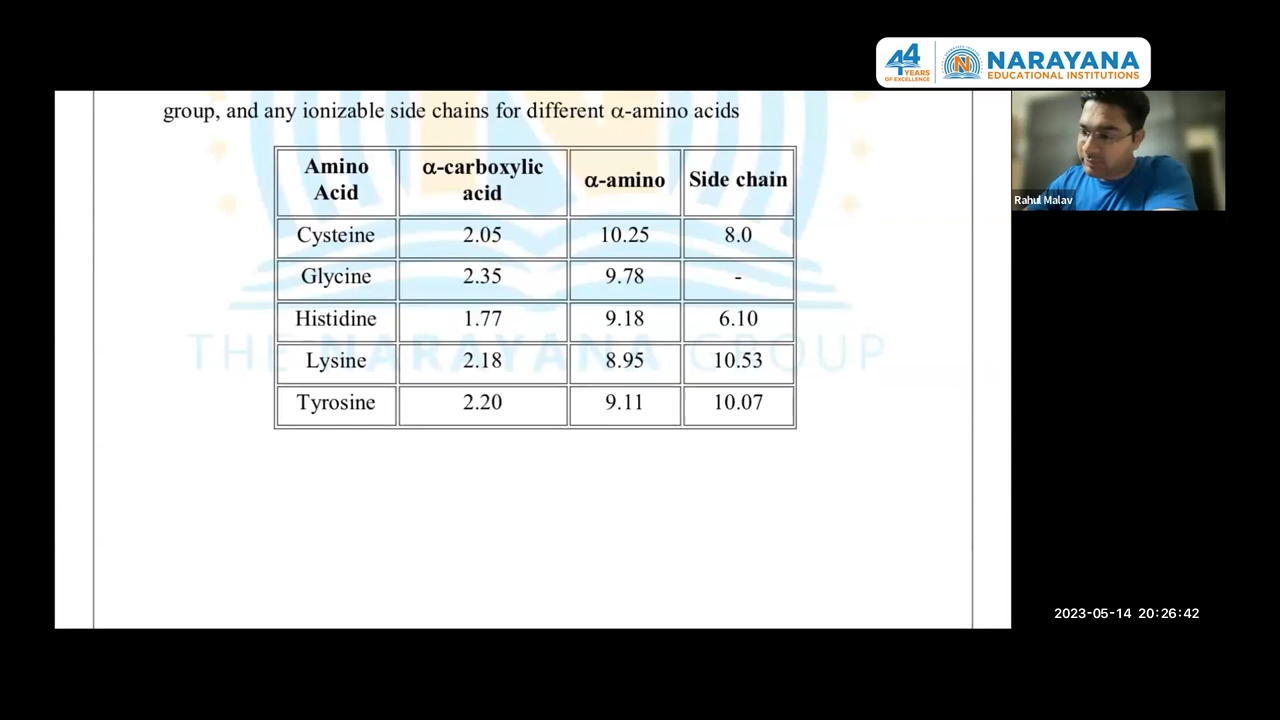 44
YEARS
OF EXCELLENCE
NARAYANA
EDUCATIONAL INSTITUTIONS
group, and any ionizable side chains for different α-amino acids
Amino Acid α-carboxylic acid α-amino Side chain
Cysteine 2.05 10.25 8.0
Glycine 2.35 9.78 -
Histidine 1.77 9.18 6.10
Lysine 2.18 8.95 10.53
Tyrosine 2.20 9.11 10.07
THE NARAYANA GROUP
Rahul Malav
2023-05-14 20:26:42